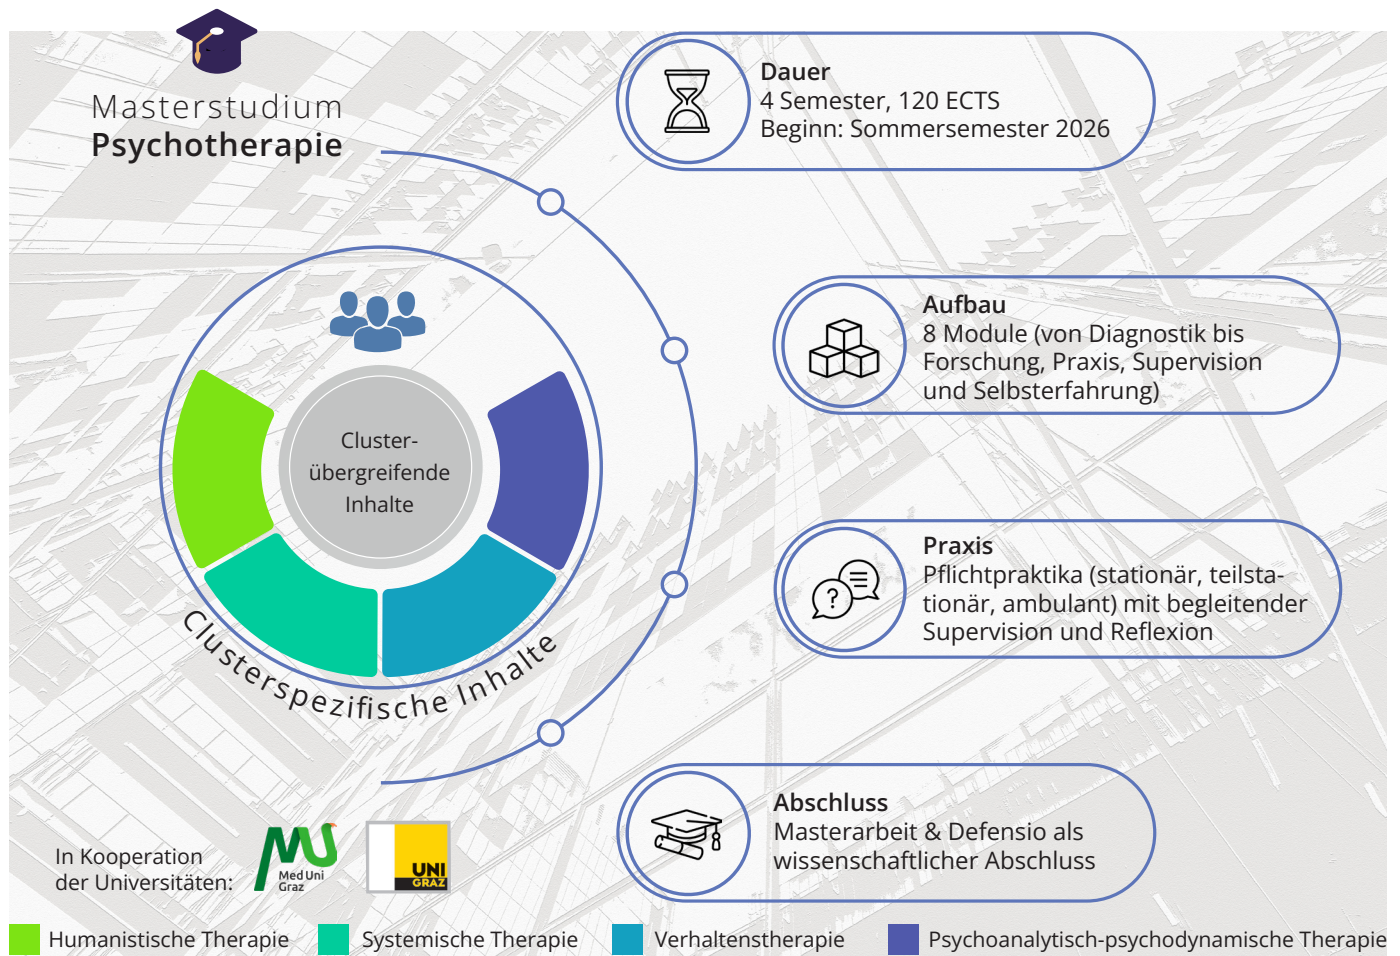 Masterstudium
Psychotherapie
Dauer
4 Semester, 120 ECTS
Beginn: Sommersemester 2026
Aufbau
8 Module (von Diagnostik bis
Forschung, Praxis, Supervision
und Selbsterfahrung)
Cluster-
übergreifende
Inhalte
Clusterspezifische Inhalte
Praxis
Pflichtpraktika (stationär, teilsta-
tionär, ambulant) mit begleitender
Supervision und Reflexion
?
Abschluss
Masterarbeit & Defensio als
wissenschaftlicher Abschluss
In Kooperation
der Universitäten:
MU
Med Uni
Graz
UNI
GRAZ
Humanistische Therapie
Systemische Therapie
Verhaltenstherapie
Psychoanalytisch-psychodynamische Therapie